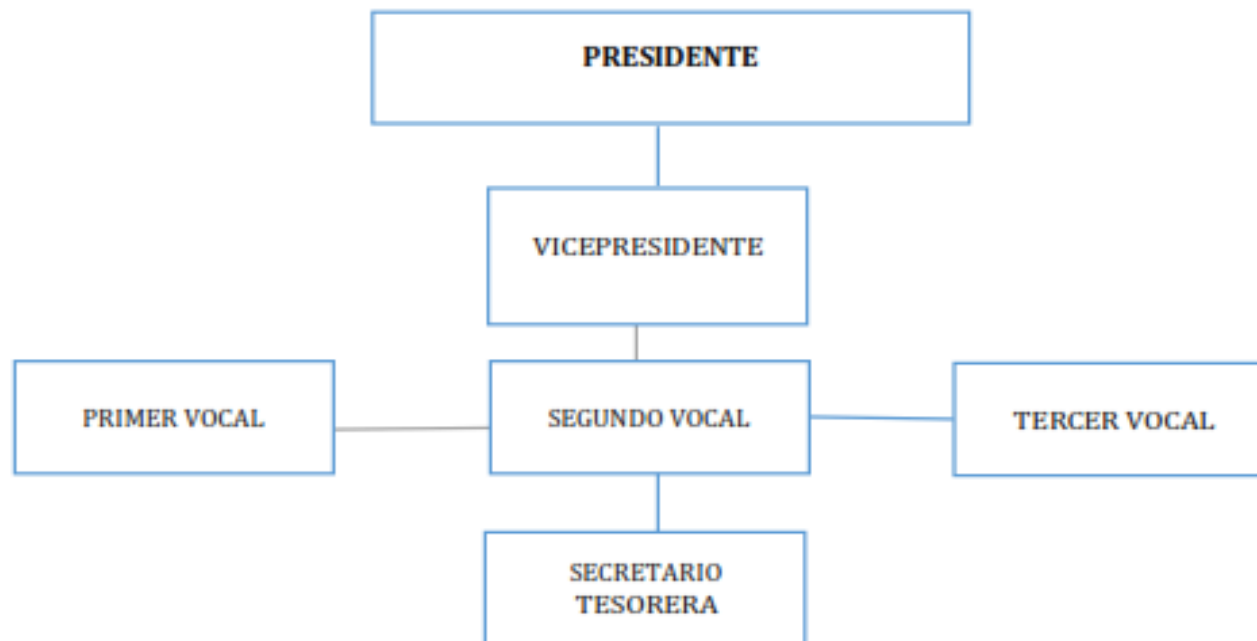 PRESIDENTE
VICEPRESIDENTE
PRIMER VOCAL
SEGUNDO VOCAL
TERCER VOCAL
SECRETARIO
TESORERA